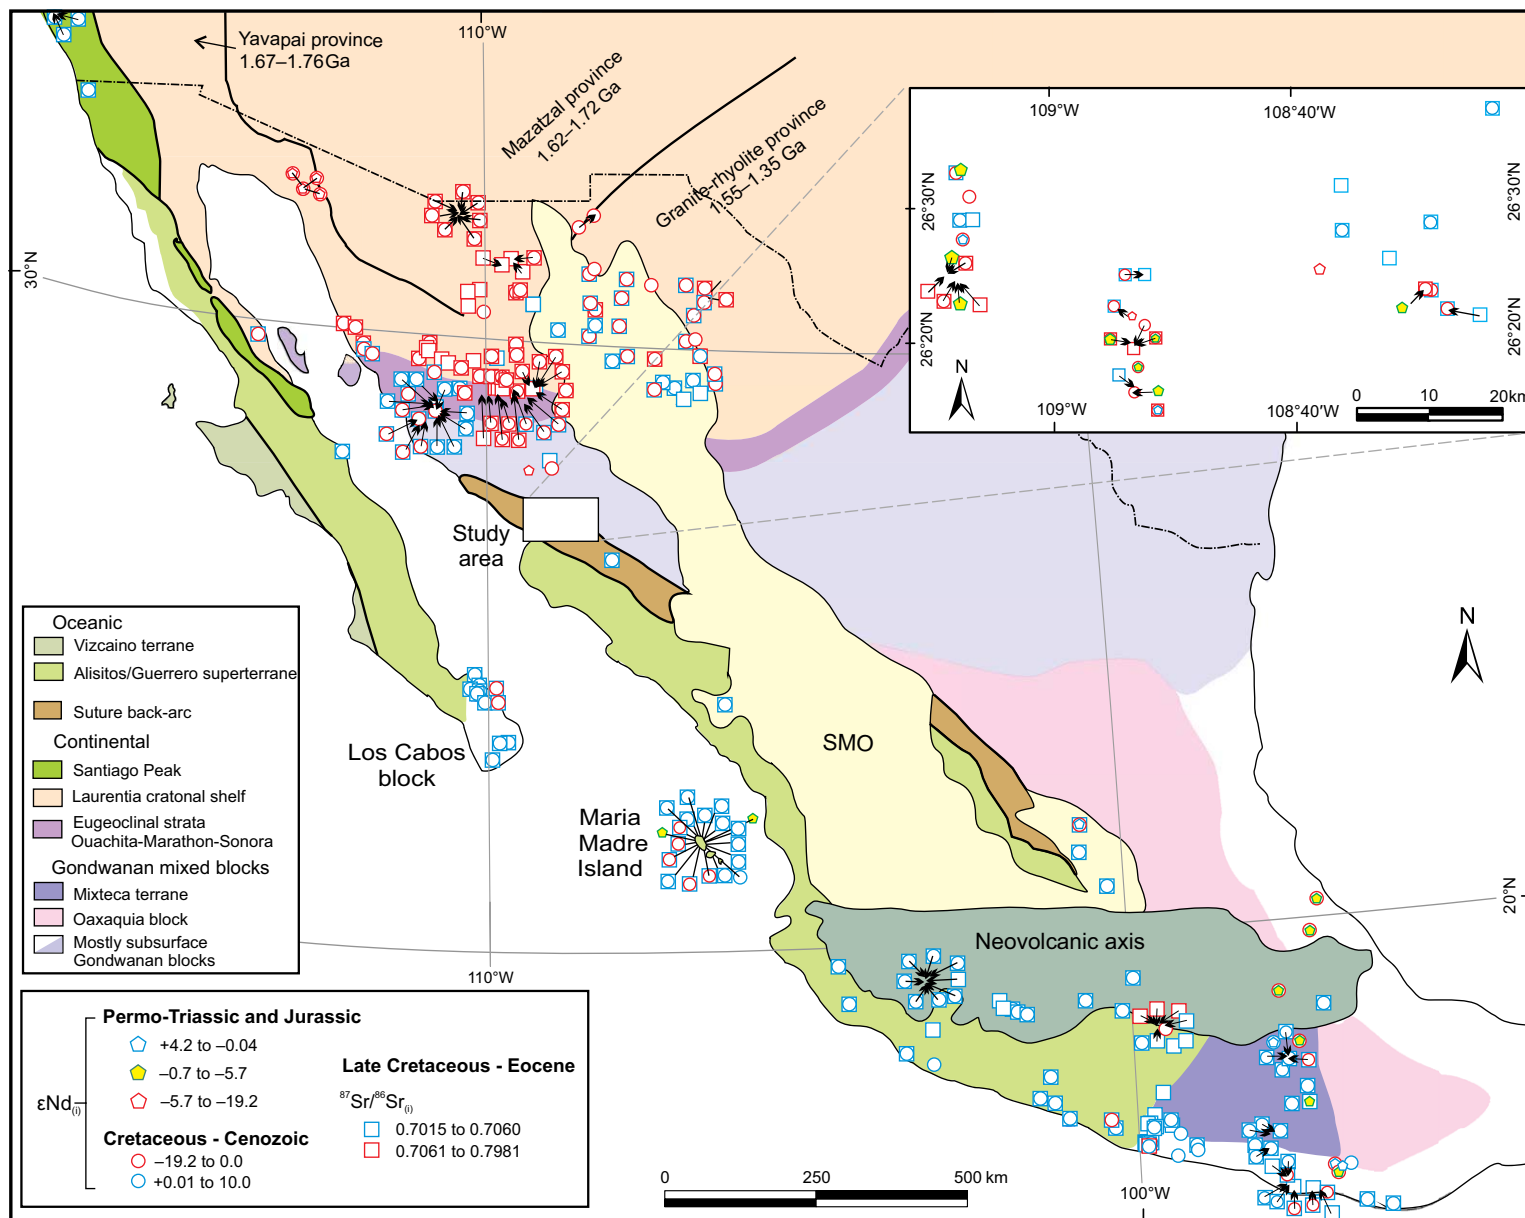 Yavapai province
1.67–1.76Ga
110°W
Mazatzal province
1.62–1.72 Ga
Granite-rhyolite province
1.55–1.35 Ga
109°W
108°40'W
26°30'N
26°30'N
26°20'N
26°20'N
N
109°W
108°40'W
0
10
20km
30°N
Study
area
N
Oceanic
Vizcaino terrane
Alisitos/Guerrero superterrane
Suture back-arc
Continental
Santiago Peak
Laurentia cratonal shelf
Eugeoclinal strata
Ouachita-Marathon-Sonora
Gondwanan mixed blocks
Mixteca terrane
Oaxaquia block
Mostly subsurface
Gondwanan blocks
Los Cabos
block
SMO
Maria
Madre
Island
20°N
Neovolcanic axis
110°W
Permo-Triassic and Jurassic
+4.2 to –0.04
–0.7 to –5.7
–5.7 to –19.2
εNd(i)
Cretaceous - Cenozoic
–19.2 to 0.0
+0.01 to 10.0
Late Cretaceous - Eocene
⁸⁷Sr/⁸⁶Sr(i)
0.7015 to 0.7060
0.7061 to 0.7981
0
250
500 km
100°W